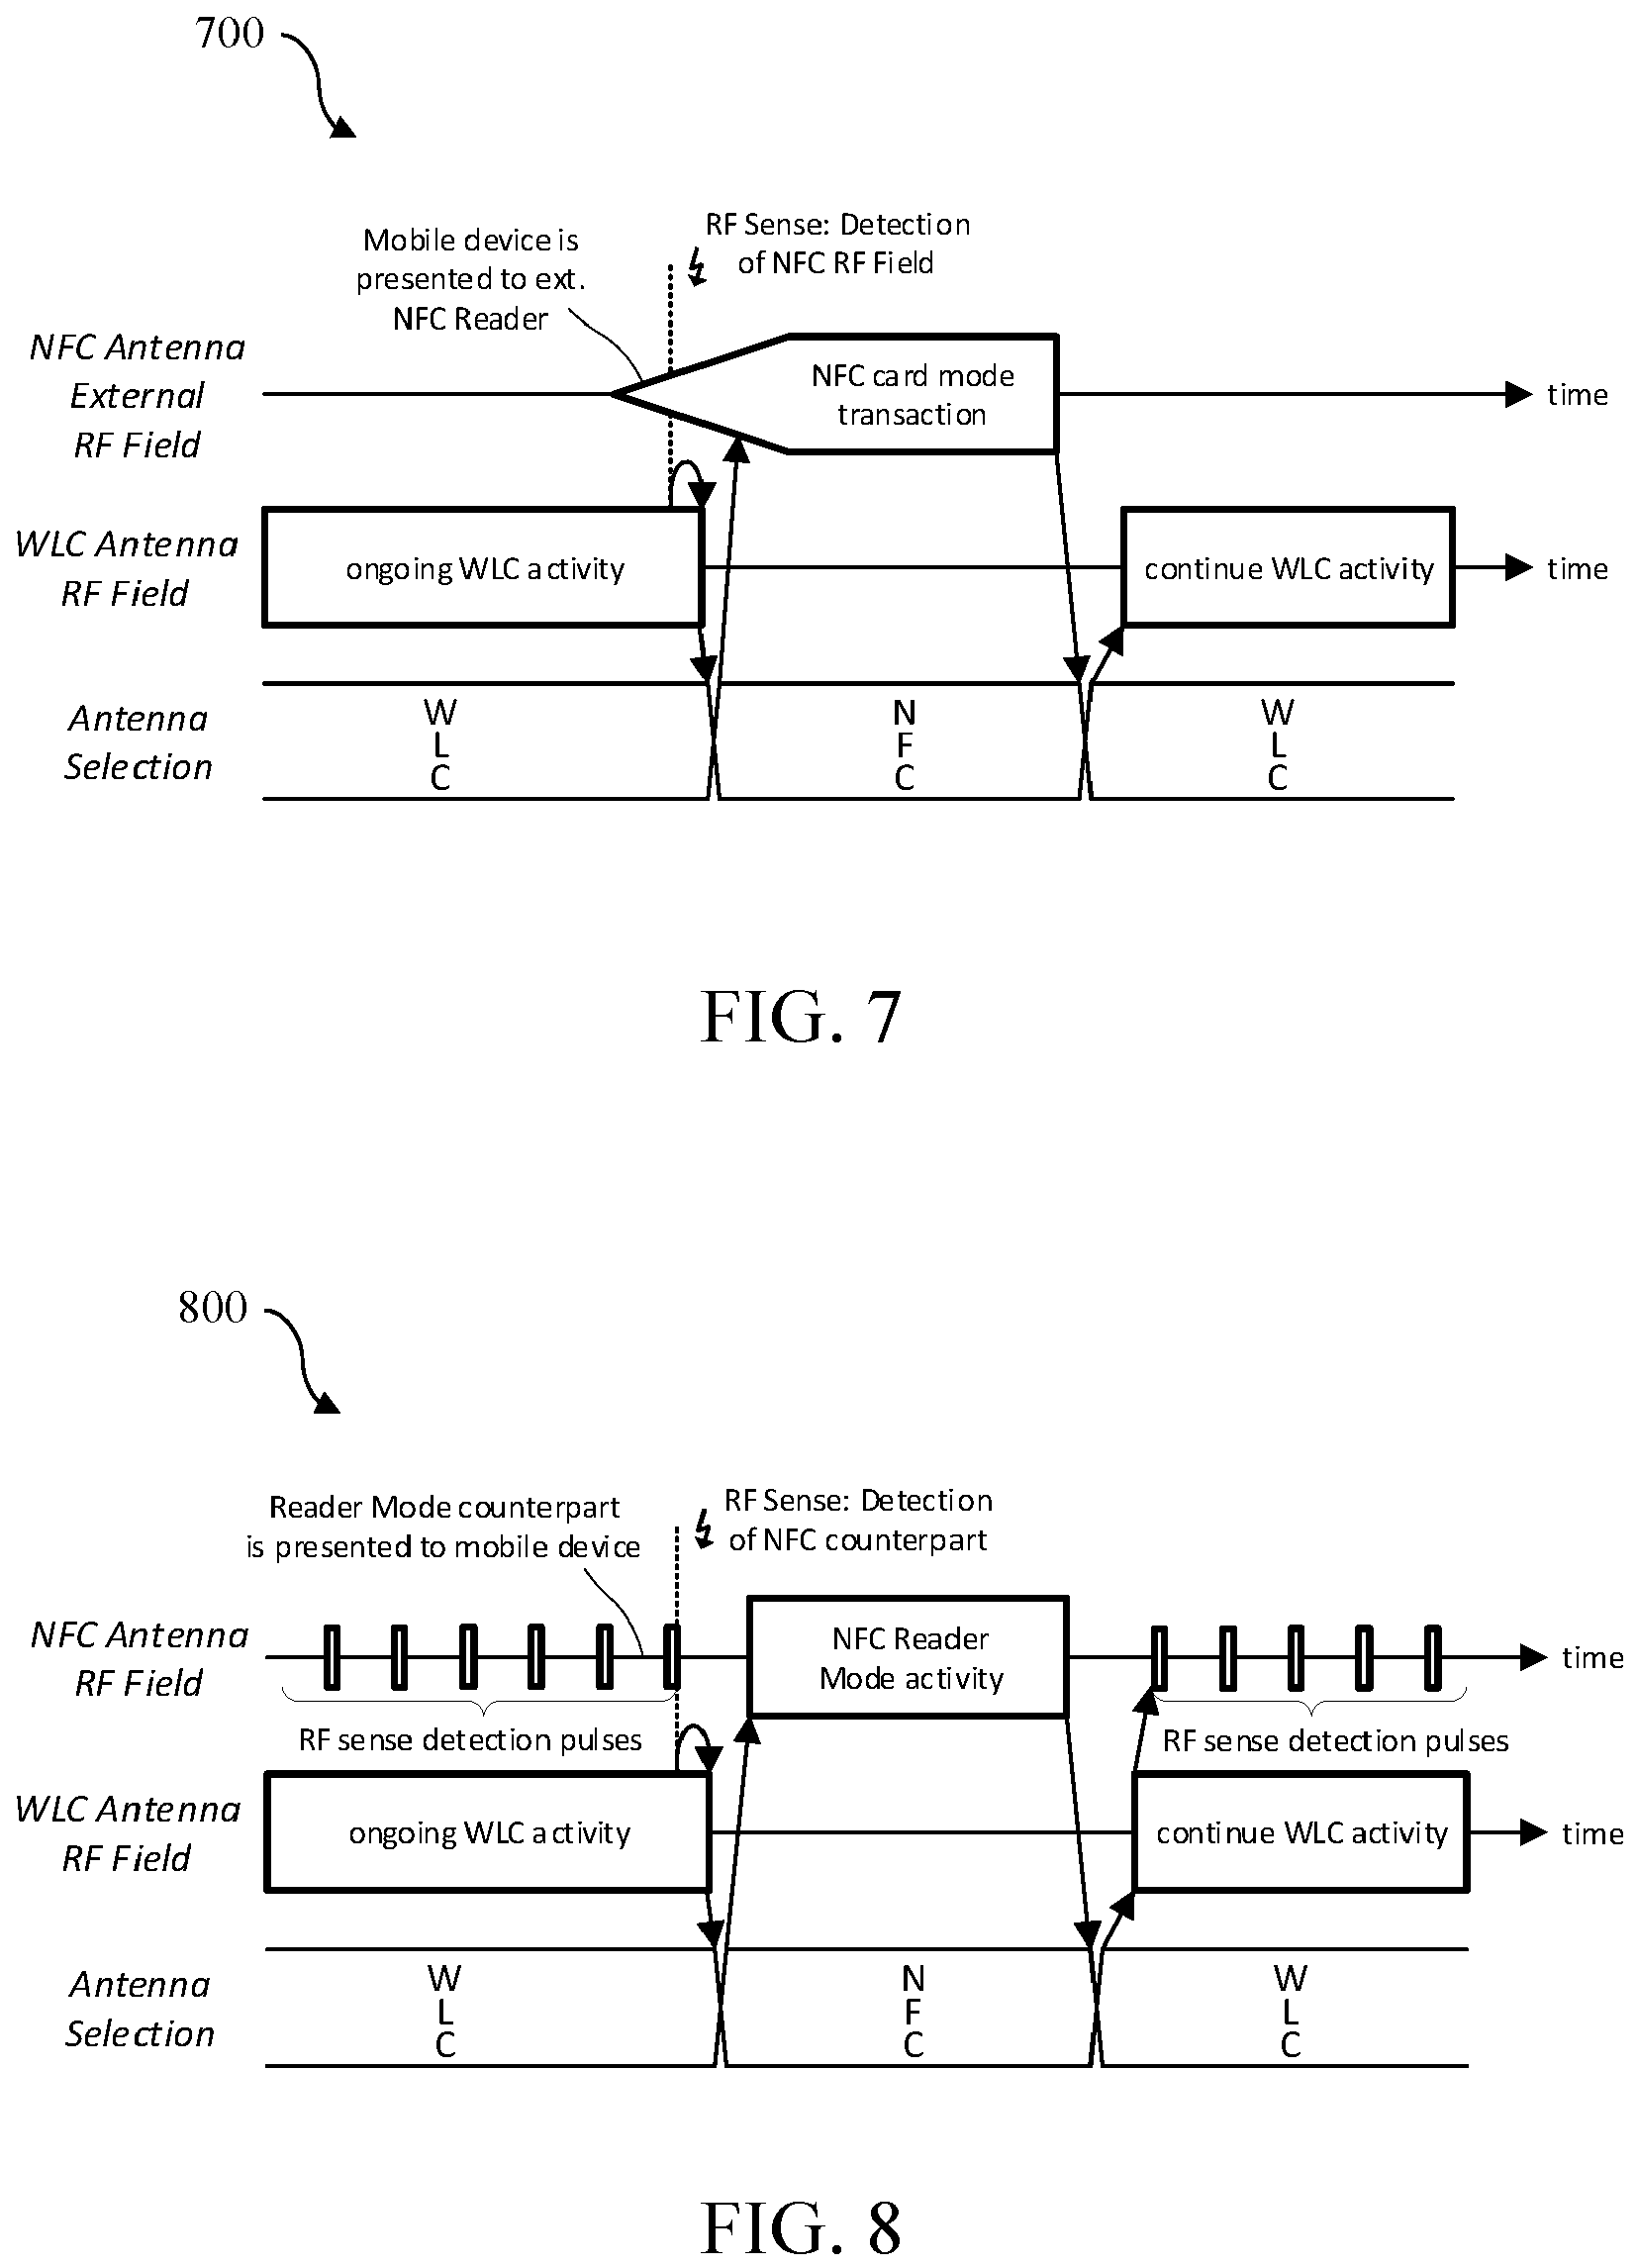 700
RF Sense: Detection
of NFC RF Field
Mobile device is
presented to ext.
NFC Reader
NFC Antenna
External
RF Field
NFC card mode
transaction
time
WLC Antenna
RF Field
ongoing WLC activity
continue WLC activity
time
Antenna
Selection
W
L
C
N
F
C
W
L
C
FIG. 7
800
RF Sense: Detection
of NFC counterpart
Reader Mode counterpart
is presented to mobile device
NFC Antenna
RF Field
NFC Reader
Mode activity
time
RF sense detection pulses
RF sense detection pulses
WLC Antenna
RF Field
ongoing WLC activity
continue WLC activity
time
Antenna
Selection
W
L
C
N
F
C
W
L
C
FIG. 8